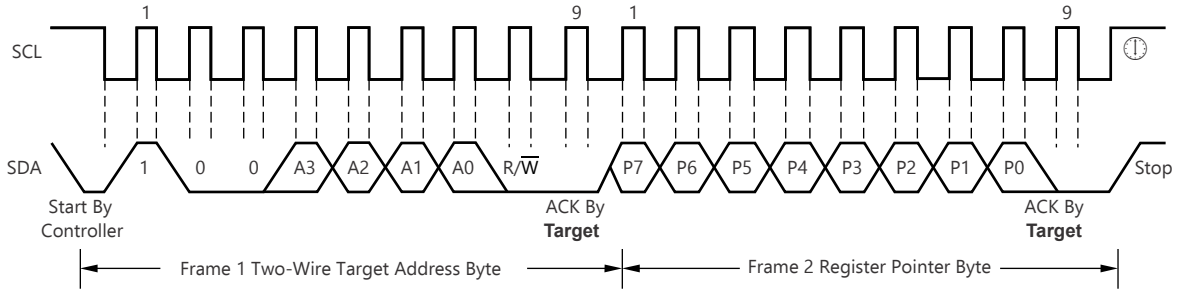 1 9 1 9
SCL
SDA 1 0 0 A3 A2 A1 A0 R/W̅ P7 P6 P5 P4 P3 P2 P1 P0 Stop
Start By
Controller
ACK By
Target
ACK By
Target
Frame 1 Two-Wire Target Address Byte
Frame 2 Register Pointer Byte